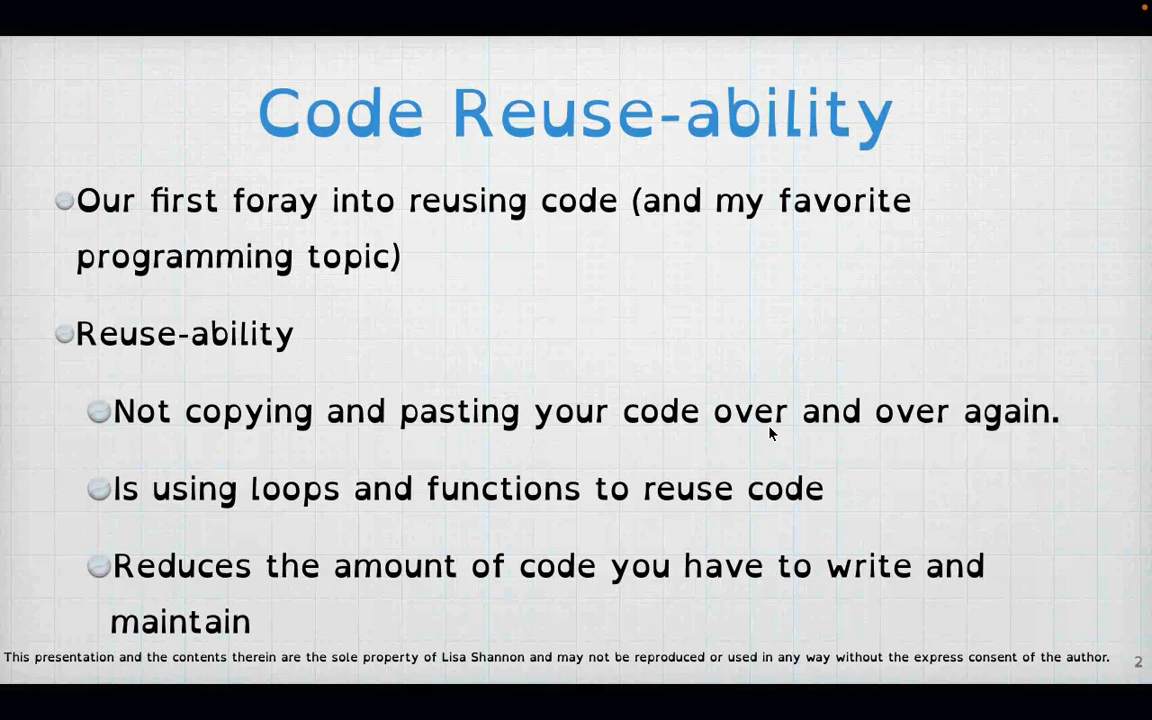 Code Reuse-ability
Our first foray into reusing code (and my favorite
programming topic)
Reuse-ability
Not copying and pasting your code over and over again.
Is using loops and functions to reuse code
Reduces the amount of code you have to write and
maintain
This presentation and the contents therein are the sole property of Lisa Shannon and may not be reproduced or used in any way without the express consent of the author.
2